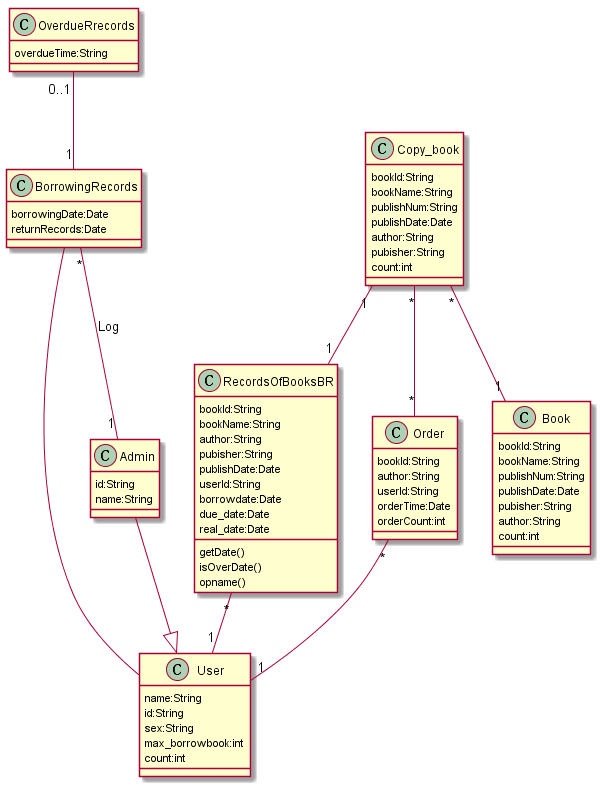 C OverdueRrecords
overdueTime:String
0..1
1
C BorrowingRecords
borrowingDate:Date
returnRecords:Date
*
Log
1
C Admin
id:String
name:String
C Copy_book
bookId:String
bookName:String
publishNum:String
publishDate:Date
author:String
pubisher:String
count:int
1
*
*
1
*
1
C RecordsOfBooksBR
bookId:String
bookName:String
author:String
pubisher:String
publishDate:Date
userId:String
borrowdate:Date
due_date:Date
real_date:Date
getDate()
isOverDate()
opname()
*
1
C Order
bookId:String
author:String
userId:String
orderTime:Date
orderCount:int
*
1
C Book
bookId:String
bookName:String
publishNum:String
publishDate:Date
pubisher:String
author:String
count:int
C User
name:String
id:String
sex:String
max_borrowbook:int
count:int